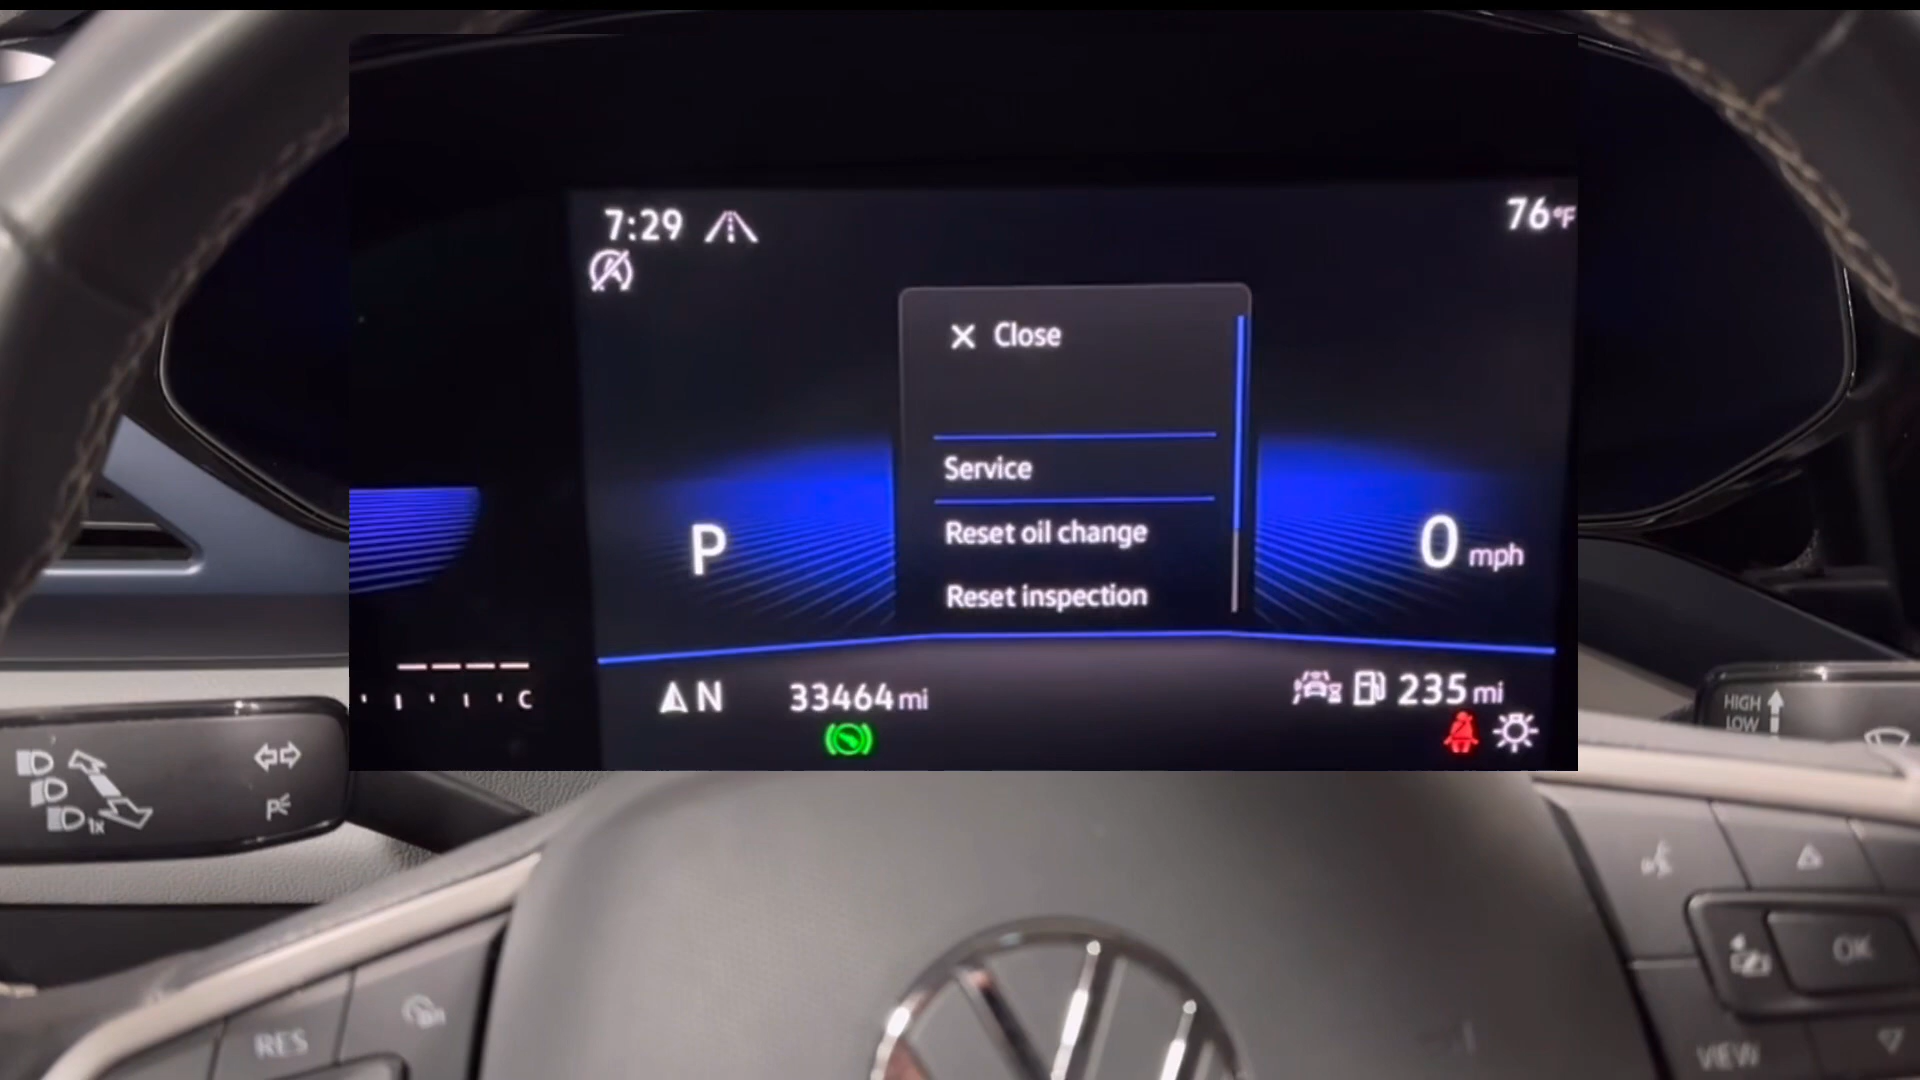 7:29
76°F
X Close
Service
Reset oil change
Reset inspection
P
0 mph
C
N
33464 mi
235 mi
HIGH
LOW
1x
P
RES
OK
VIEW